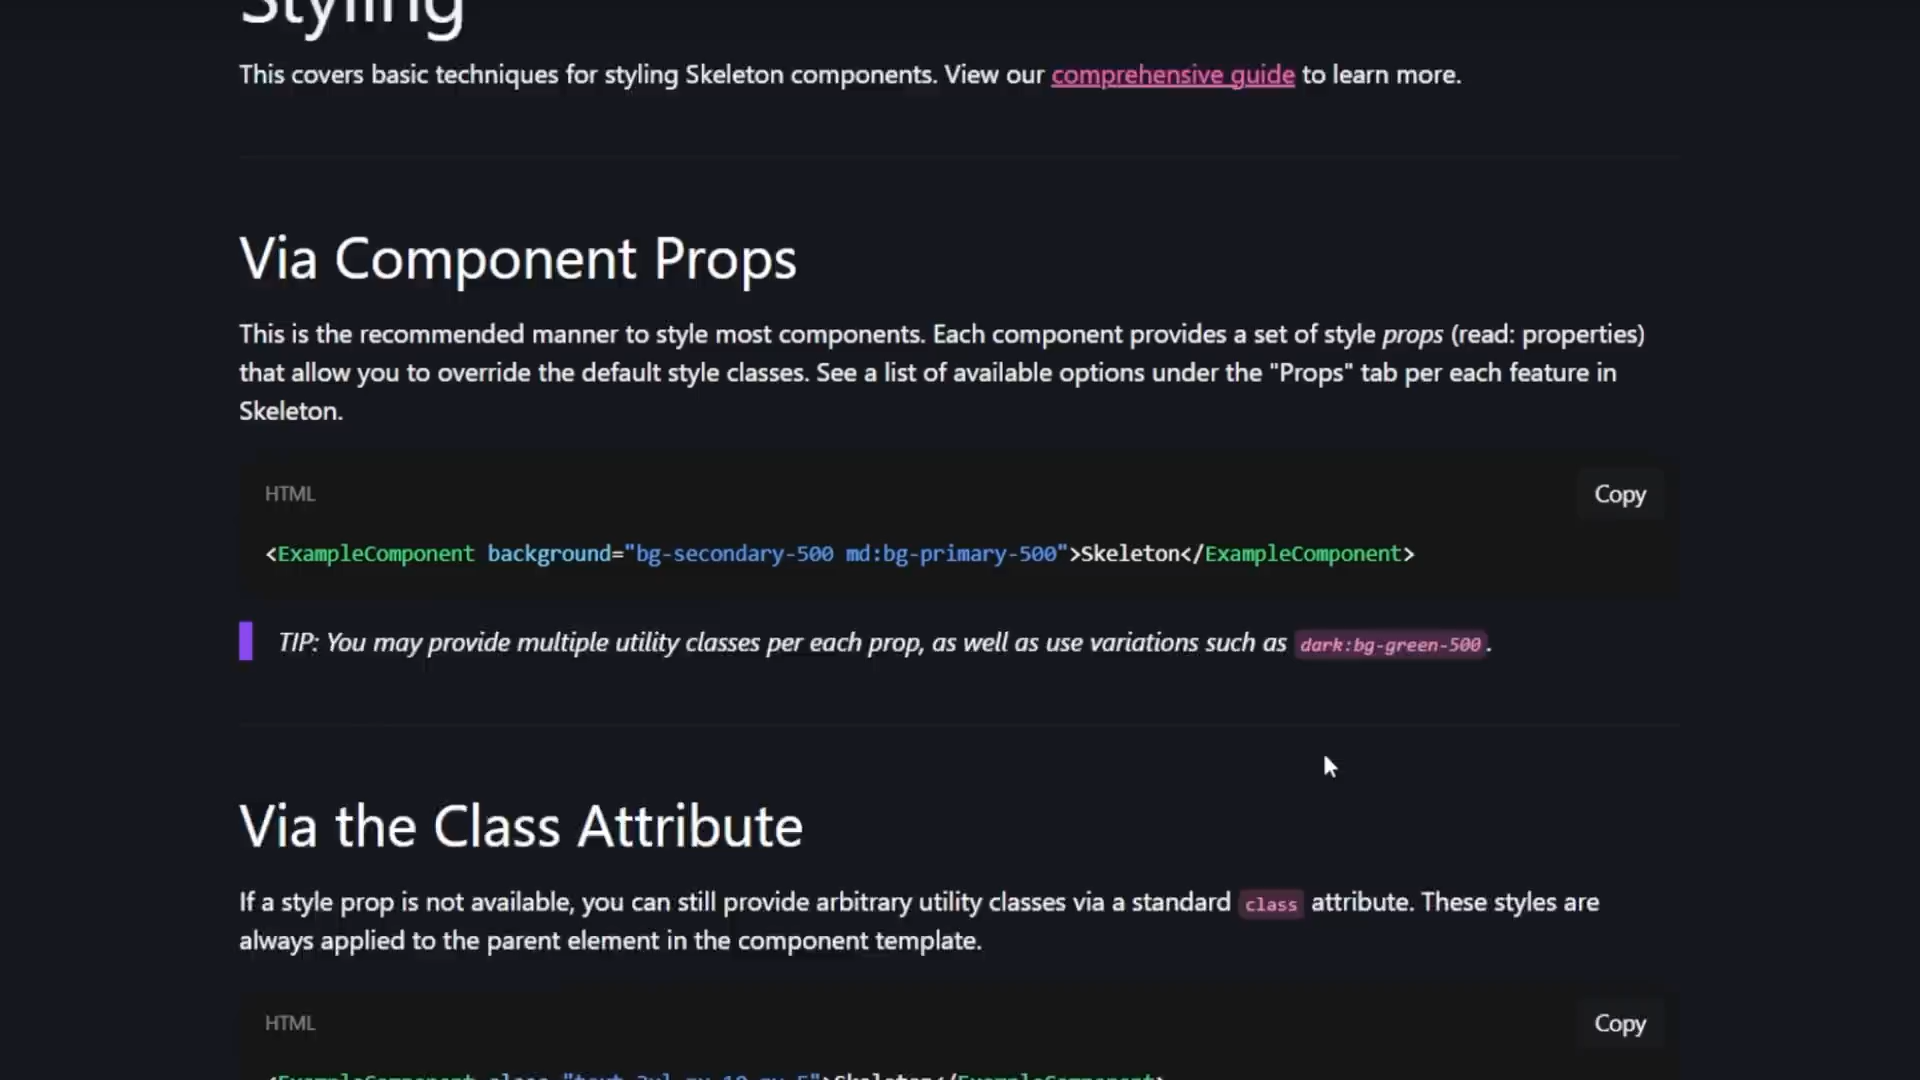 Styling
This covers basic techniques for styling Skeleton components. View our comprehensive guide to learn more.
Via Component Props
This is the recommended manner to style most components. Each component provides a set of style props (read: properties)
that allow you to override the default style classes. See a list of available options under the "Props" tab per each feature in
Skeleton.
HTML
Copy
<ExampleComponent background="bg-secondary-500 md:bg-primary-500">Skeleton</ExampleComponent>
TIP: You may provide multiple utility classes per each prop, as well as use variations such as dark:bg-green-500.
Via the Class Attribute
If a style prop is not available, you can still provide arbitrary utility classes via a standard class attribute. These styles are
always applied to the parent element in the component template.
HTML
Copy